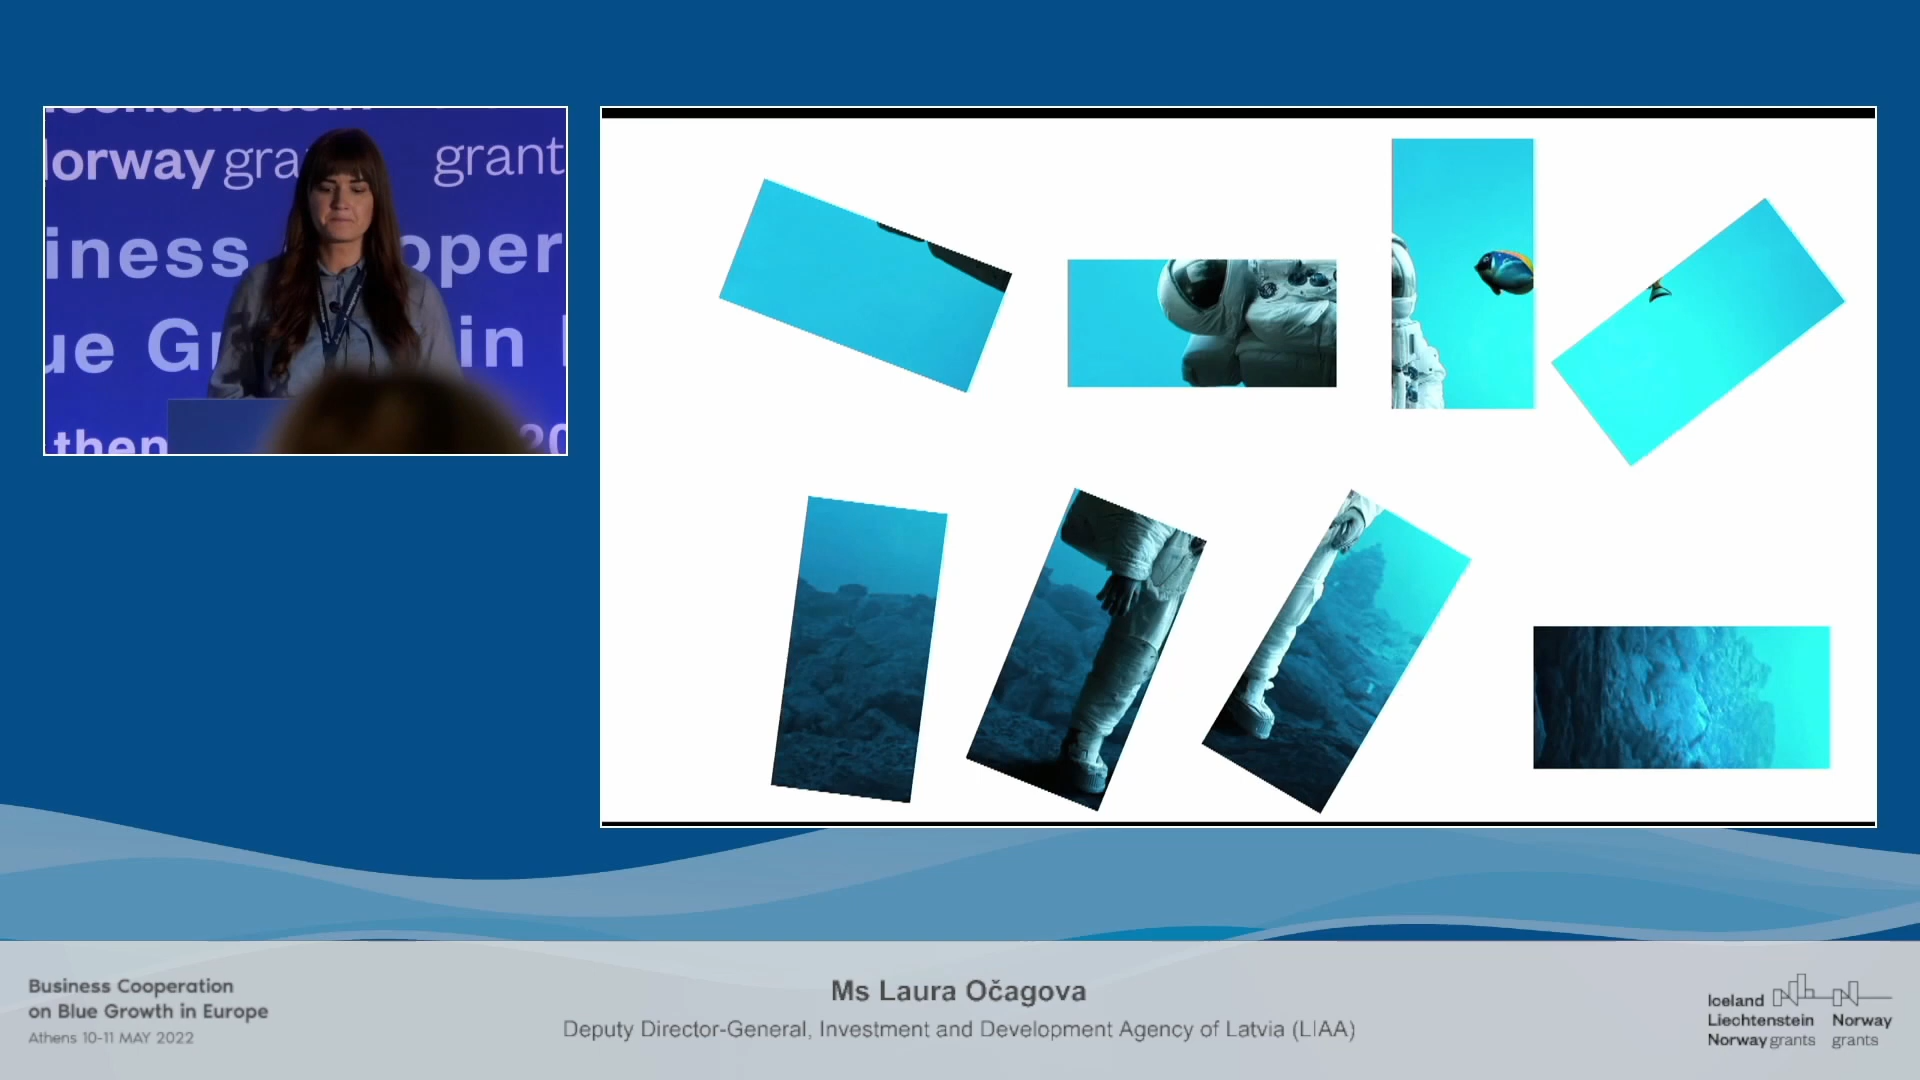 orway gra grant
iness oper
ue G in
then 20
Business Cooperation
on Blue Growth in Europe
Athens 10-11 MAY 2022
Ms Laura Očagova
Deputy Director-General, Investment and Development Agency of Latvia (LIAA)
Iceland
Liechtenstein Norway
Norway grants grants